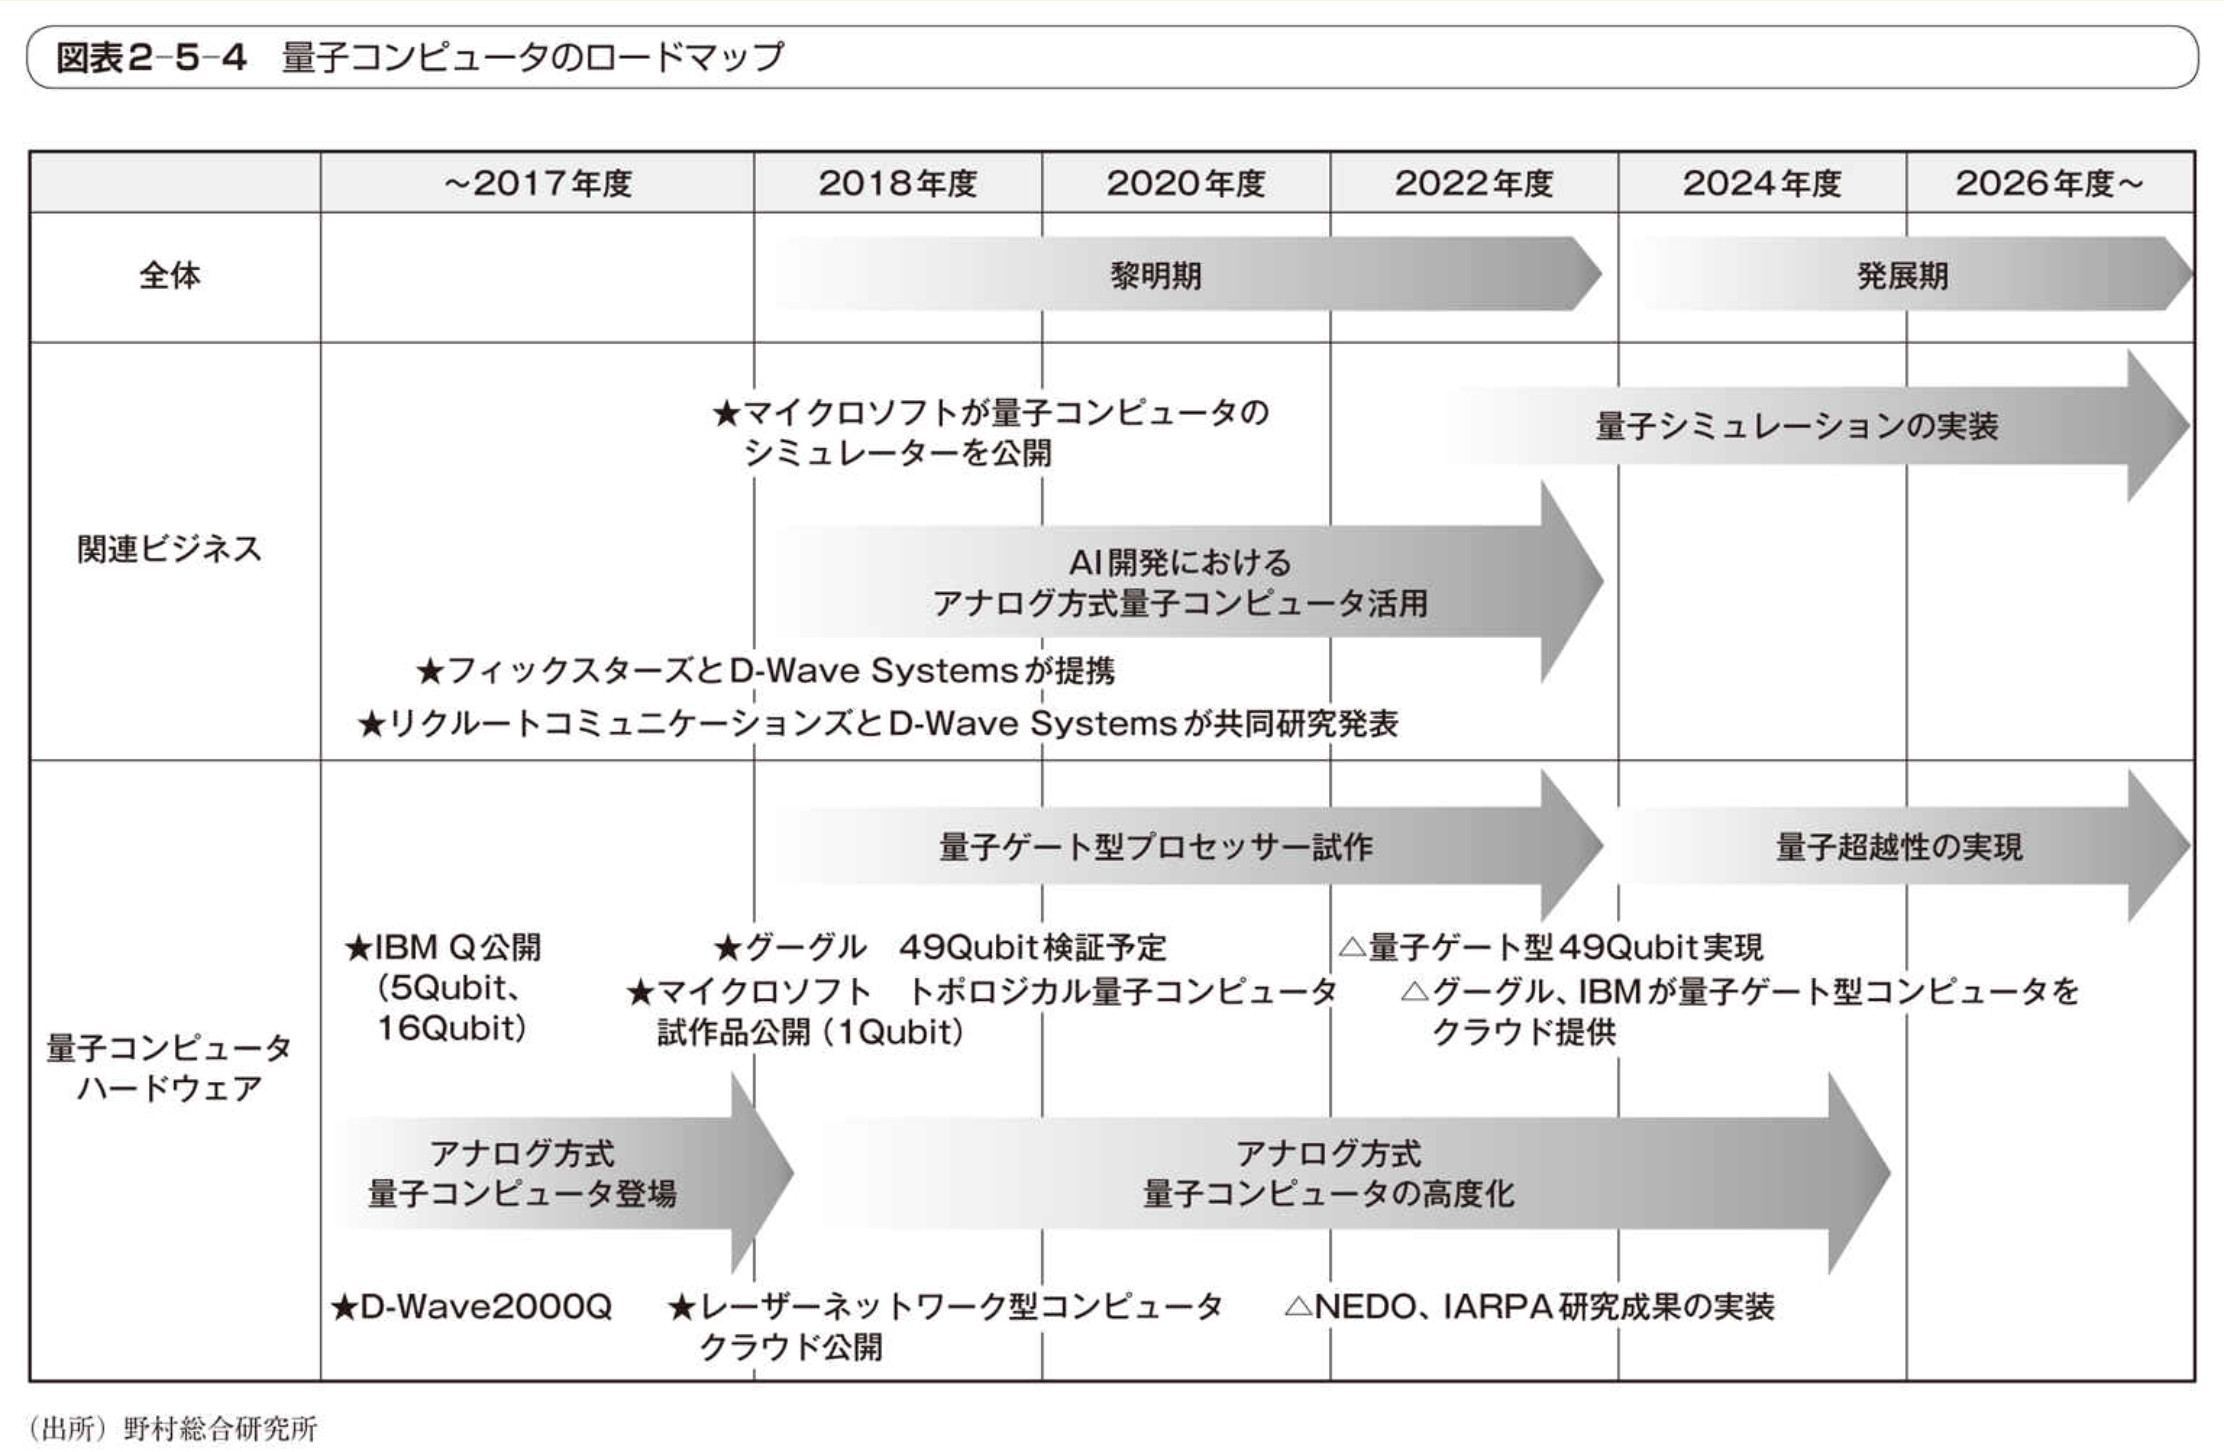 図表2-5-4 量子コンピュータのロードマップ
～2017年度 2018年度 2020年度 2022年度 2024年度 2026年度～
全体
黎明期
発展期
関連ビジネス
★マイクロソフトが量子コンピュータの
シミュレーターを公開
量子シミュレーションの実装
AI開発における
アナログ方式量子コンピュータ活用
★フィックスターズとD-Wave Systemsが提携
★リクルートコミュニケーションズとD-Wave Systemsが共同研究発表
量子コンピュータ
ハードウェア
量子ゲート型プロセッサー試作
量子超越性の実現
★IBM Q公開
（5Qubit、
16Qubit）
★グーグル 49Qubit検証予定
★マイクロソフト トポロジカル量子コンピュータ
試作品公開（1Qubit）
△量子ゲート型49Qubit実現
△グーグル、IBMが量子ゲート型コンピュータを
クラウド提供
アナログ方式
量子コンピュータ登場
アナログ方式
量子コンピュータの高度化
★D-Wave2000Q
★レーザーネットワーク型コンピュータ
クラウド公開
△NEDO、IARPA研究成果の実装
（出所）野村総合研究所